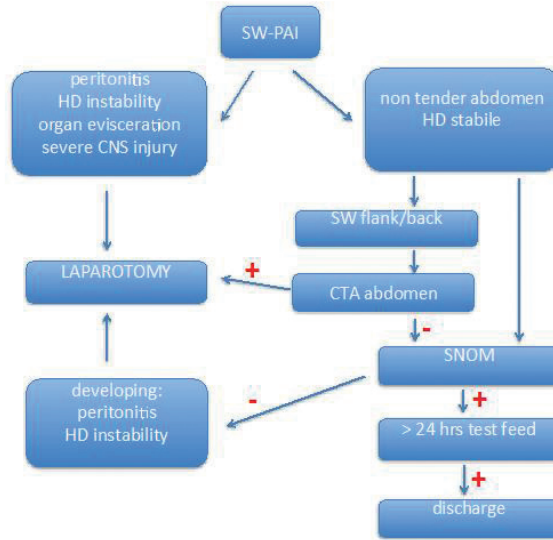 SW-PAI
peritonitis
HD instability
organ evisceration
severe CNS injury
non tender abdomen
HD stabile
SW flank/back
LAPAROTOMY
+
CTA abdomen
-
SNOM
developing:
peritonitis
HD instability
-
+
> 24 hrs test feed
+
discharge